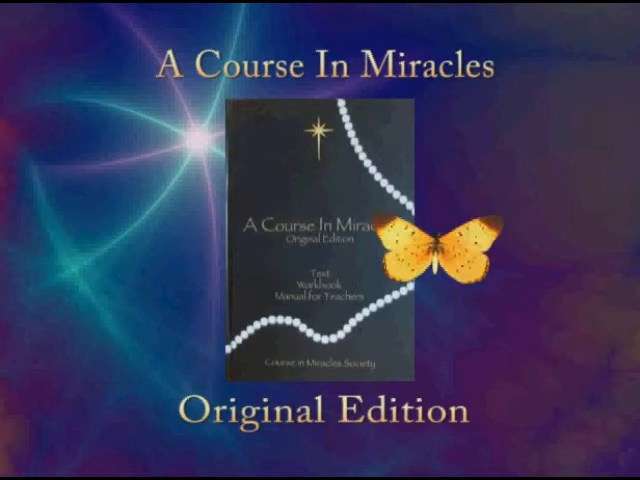 A Course In Miracles
A Course In Mirac
Original Edition
Text
Workbook
Manual for Teachers
Course in Miracles Society
Original Edition